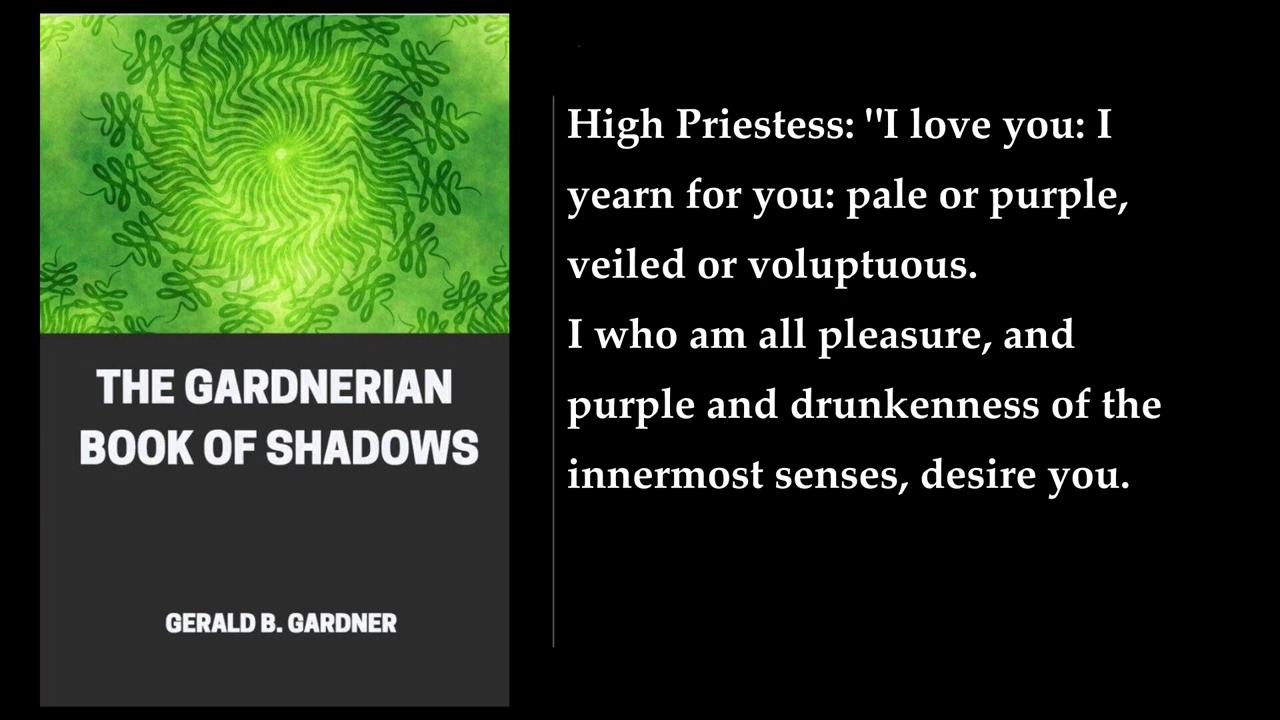 THE GARDNERIAN
BOOK OF SHADOWS
GERALD B. GARDNER
High Priestess: "I love you: I
yearn for you: pale or purple,
veiled or voluptuous.
I who am all pleasure, and
purple and drunkenness of the
innermost senses, desire you.